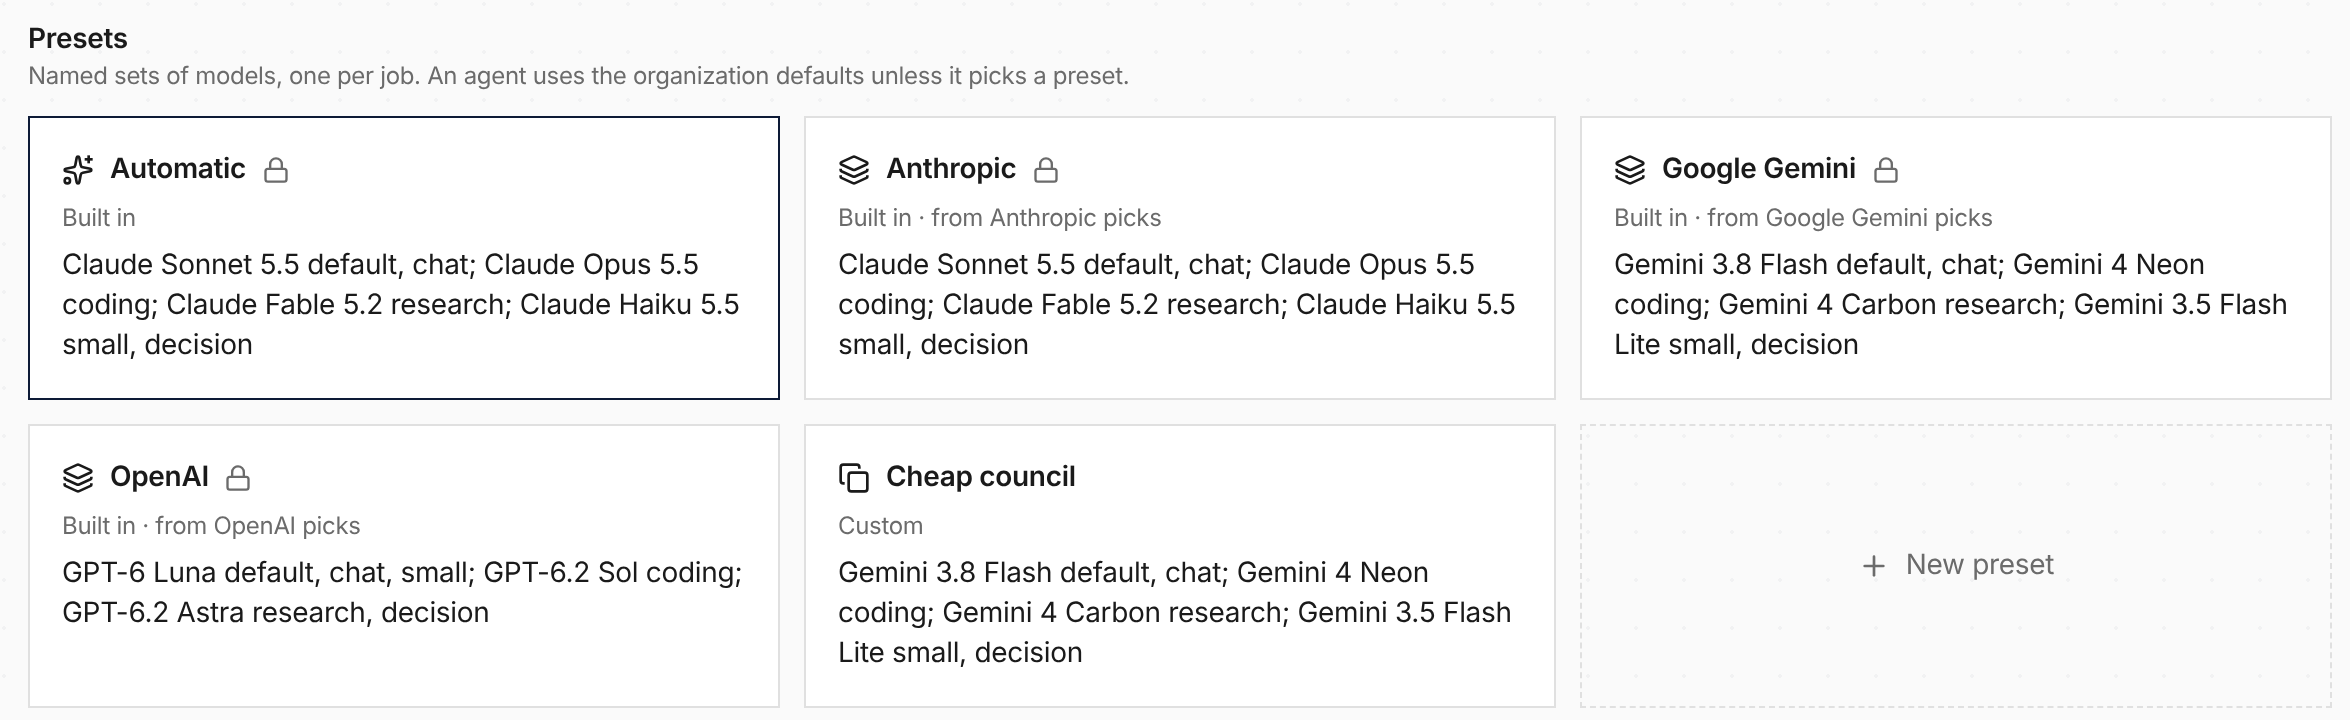 Presets
Named sets of models, one per job. An agent uses the organization defaults unless it picks a preset.
Automatic
Built in
Claude Sonnet 5.5 default, chat; Claude Opus 5.5
coding; Claude Fable 5.2 research; Claude Haiku 5.5
small, decision
Anthropic
Built in · from Anthropic picks
Claude Sonnet 5.5 default, chat; Claude Opus 5.5
coding; Claude Fable 5.2 research; Claude Haiku 5.5
small, decision
Google Gemini
Built in · from Google Gemini picks
Gemini 3.8 Flash default, chat; Gemini 4 Neon
coding; Gemini 4 Carbon research; Gemini 3.5 Flash
Lite small, decision
OpenAI
Built in · from OpenAI picks
GPT-6 Luna default, chat, small; GPT-6.2 Sol coding;
GPT-6.2 Astra research, decision
Cheap council
Custom
Gemini 3.8 Flash default, chat; Gemini 4 Neon
coding; Gemini 4 Carbon research; Gemini 3.5 Flash
Lite small, decision
New preset